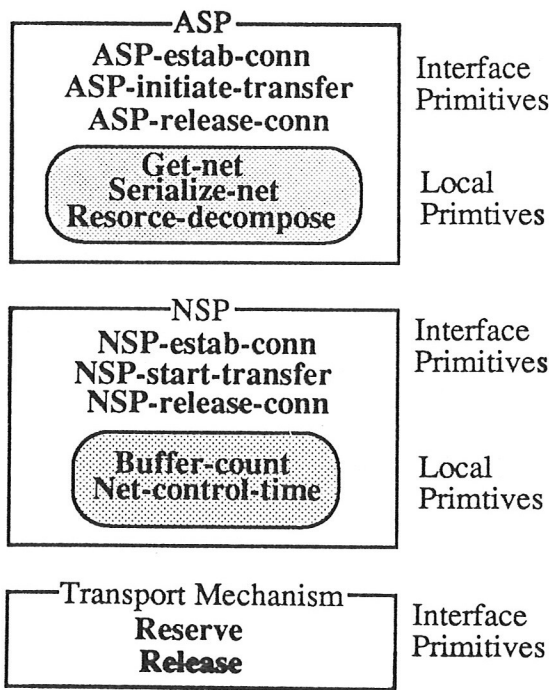 ASP
ASP-estab-conn
ASP-initiate-transfer
ASP-release-conn
Interface
Primitives
Get-net
Serialize-net
Resorce-decompose
Local
Primtives
NSP
NSP-estab-conn
NSP-start-transfer
NSP-release-conn
Interface
Primitives
Buffer-count
Net-control-time
Local
Primtives
Transport Mechanism
Reserve
Release
Interface
Primitives